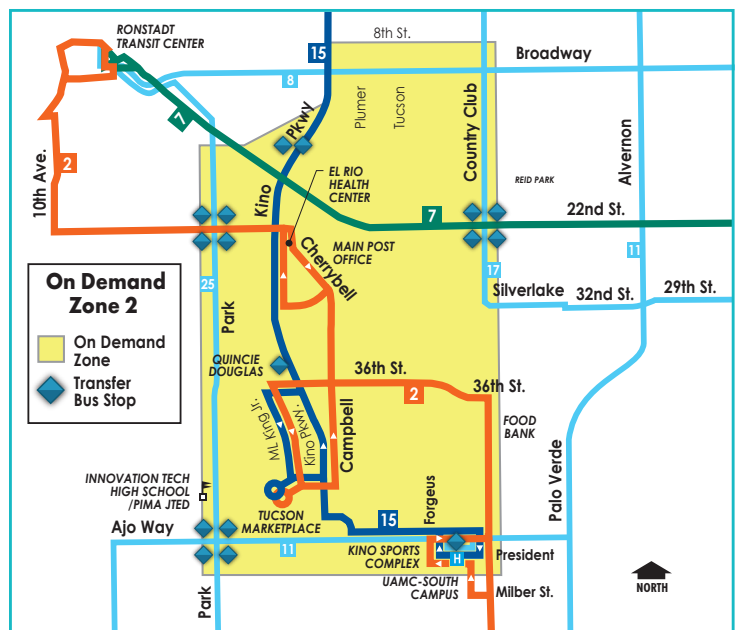 RONSTADT
TRANSIT CENTER
8th St.
15
Broadway
8
Plumer
Tucson
Country Club
Alvernon
Pkwy
Kino
7
2
10th Ave.
EL RIO
HEALTH
CENTER
REID PARK
7
22nd St.
MAIN POST
OFFICE
Cherrybell
11
17
25
Silverlake
32nd St.
29th St.
On Demand
Zone 2
On Demand
Zone
Transfer
Bus Stop
Park
QUINCIE
DOUGLAS
36th St.
2
36th St.
ML King Jr.
Kino Pkwy.
Campbell
FOOD
BANK
Palo Verde
INNOVATION TECH
HIGH SCHOOL
/PIMA JTED
TUCSON
MARKETPLACE
Forgeus
Ajo Way
15
11
KINO SPORTS
COMPLEX
H
President
UAMC-SOUTH
CAMPUS
Milber St.
Park
NORTH